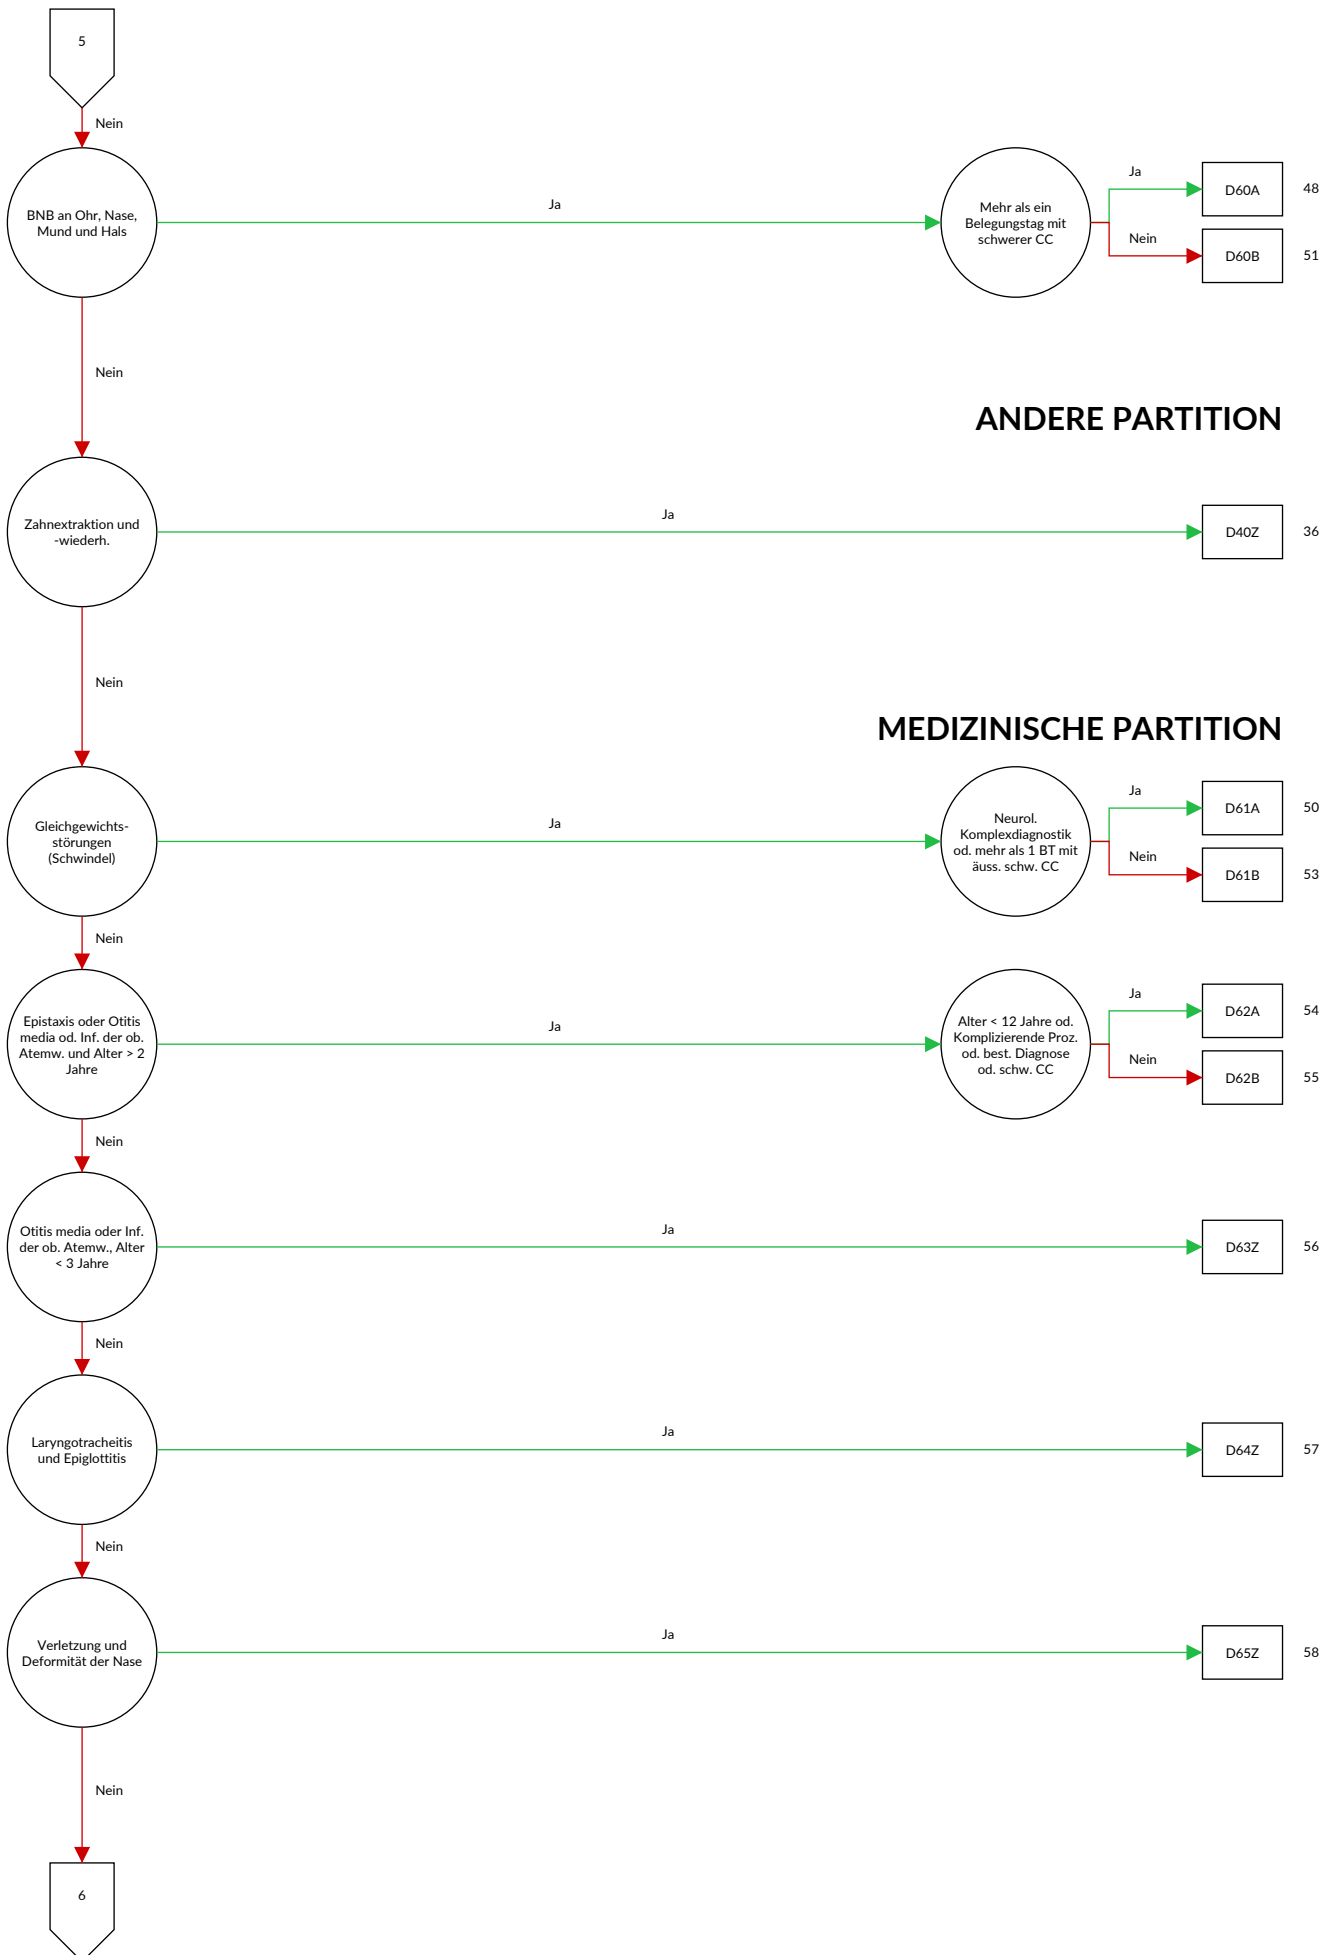 5
Nein
BNB an Ohr, Nase,
Mund und Hals
Ja
Mehr als ein
Belegungstag mit
schwerer CC
Ja
D60A
48
Nein
D60B
51
Nein
ANDERE PARTITION
Zahnextraktion und
-wiederh.
Ja
D40Z
36
Nein
MEDIZINISCHE PARTITION
Gleichgewichts-
störungen
(Schwindel)
Ja
Neurol.
Komplexdiagnostik
od. mehr als 1 BT mit
äuss. schw. CC
Ja
D61A
50
Nein
D61B
53
Nein
Epistaxis oder Otitis
media od. Inf. der ob.
Atemw. und Alter > 2
Jahre
Ja
Alter < 12 Jahre od.
Komplizierende Proz.
od. best. Diagnose
od. schw. CC
Ja
D62A
54
Nein
D62B
55
Nein
Otitis media oder Inf.
der ob. Atemw., Alter
< 3 Jahre
Ja
D63Z
56
Nein
Laryngotracheitis
und Epiglottitis
Ja
D64Z
57
Nein
Verletzung und
Deformität der Nase
Ja
D65Z
58
Nein
6